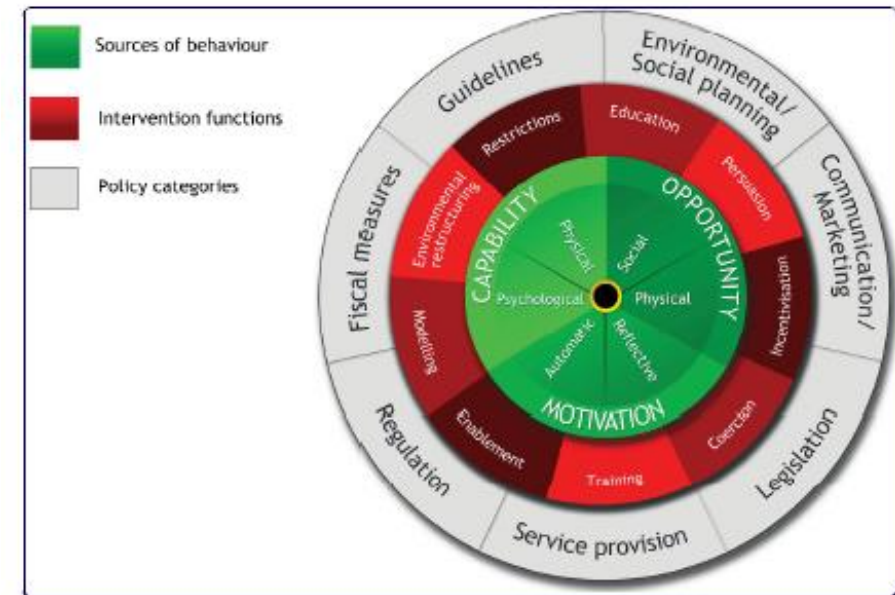 Sources of behaviour
Intervention functions
Policy categories
Guidelines
Environmental/
Social planning
Communication/
Marketing
Legislation
Service provision
Regulation
Fiscal measures
Restrictions
Education
Persuasion
Incentivisation
Coercion
Training
Enablement
Modelling
Environmental
restructuring
CAPABILITY
OPPORTUNITY
MOTIVATION
Physical
Social
Physical
Reflective
Automatic
Psychological